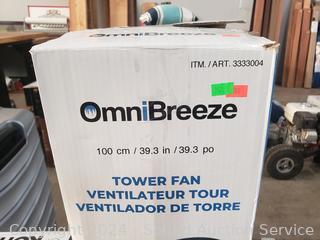 ITM. / ART. 3333004
OmniBreeze
100 cm / 39.3 in / 39.3 po
TOWER FAN
VENTILATEUR TOUR
VENTILADOR DE TORRE